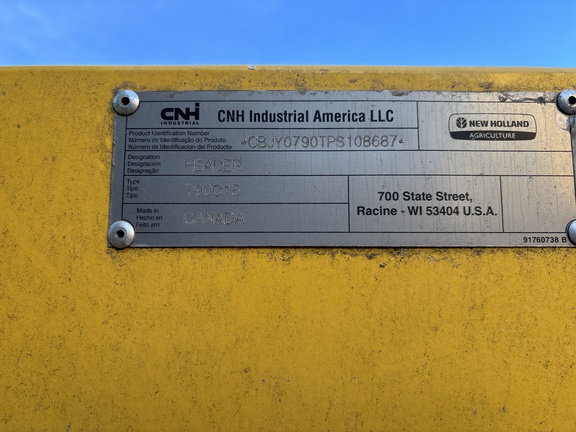 CNH
INDUSTRIAL
CNH Industrial America LLC
NEW HOLLAND
AGRICULTURE
Product Identification Number
Número de Identificação do Produto
Número de Identificacion del Producto
*CBJY0790TPS108687*
Designation
Designación
Designação
HEADER
Type
Tipo
Tipo
790C16
Made in
Hecho en
Feito em
CANADA
700 State Street,
Racine - WI 53404 U.S.A.
91760738 B